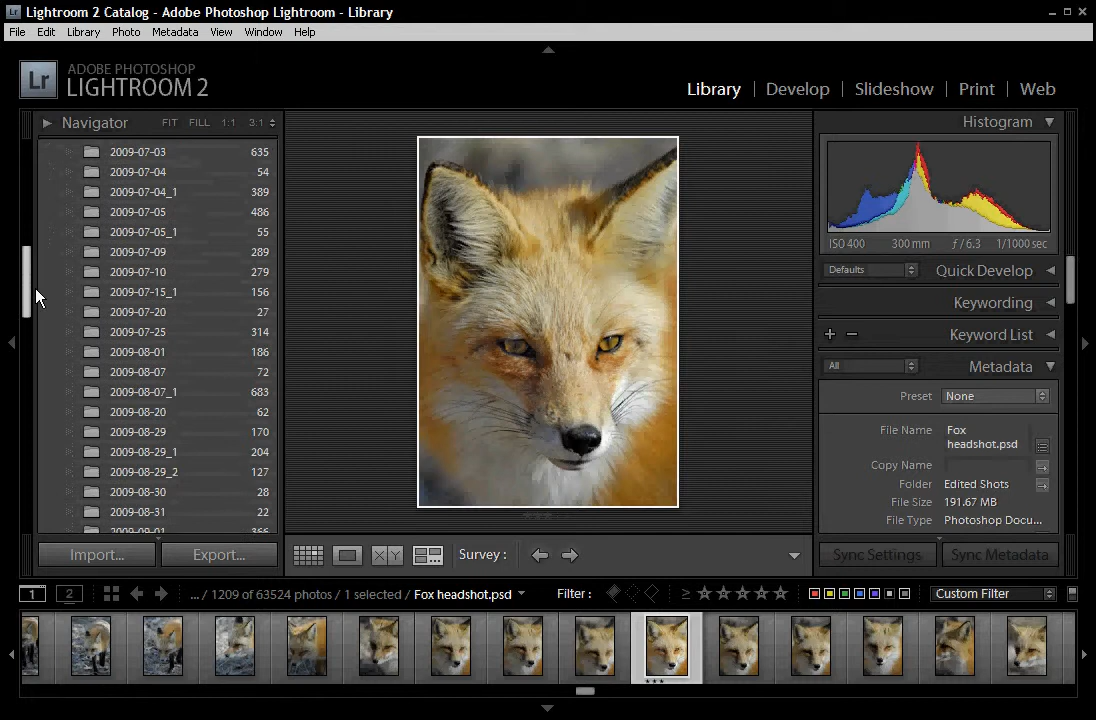 Lightroom 2 Catalog - Adobe Photoshop Lightroom - Library
File Edit Library Photo Metadata View Window Help
Lr ADOBE PHOTOSHOP
LIGHTROOM 2
Library | Develop | Slideshow | Print | Web
Navigator FIT FILL 1:1 3:1
2009-07-03 635
2009-07-04 54
2009-07-04_1 389
2009-07-05 486
2009-07-05_1 55
2009-07-09 289
2009-07-10 279
2009-07-15_1 156
2009-07-20 27
2009-07-25 314
2009-08-01 186
2009-08-07 72
2009-08-07_1 683
2009-08-20 62
2009-08-29 170
2009-08-29_1 204
2009-08-29_2 127
2009-08-30 28
2009-08-31 22
2009-09-01 366
Import... Export...
Histogram
ISO 400 300 mm ƒ / 6.3 1/1000 sec
Defaults Quick Develop
Keywording
+ − Keyword List
All Metadata
Preset None
File Name Fox
headshot.psd
Copy Name
Folder Edited Shots
File Size 191.67 MB
File Type Photoshop Docu...
XY Survey :
Sync Settings Sync Metadata
1 2 ... / 1209 of 63524 photos / 1 selected / Fox headshot.psd Filter : ≥ ★★★★★ Custom Filter